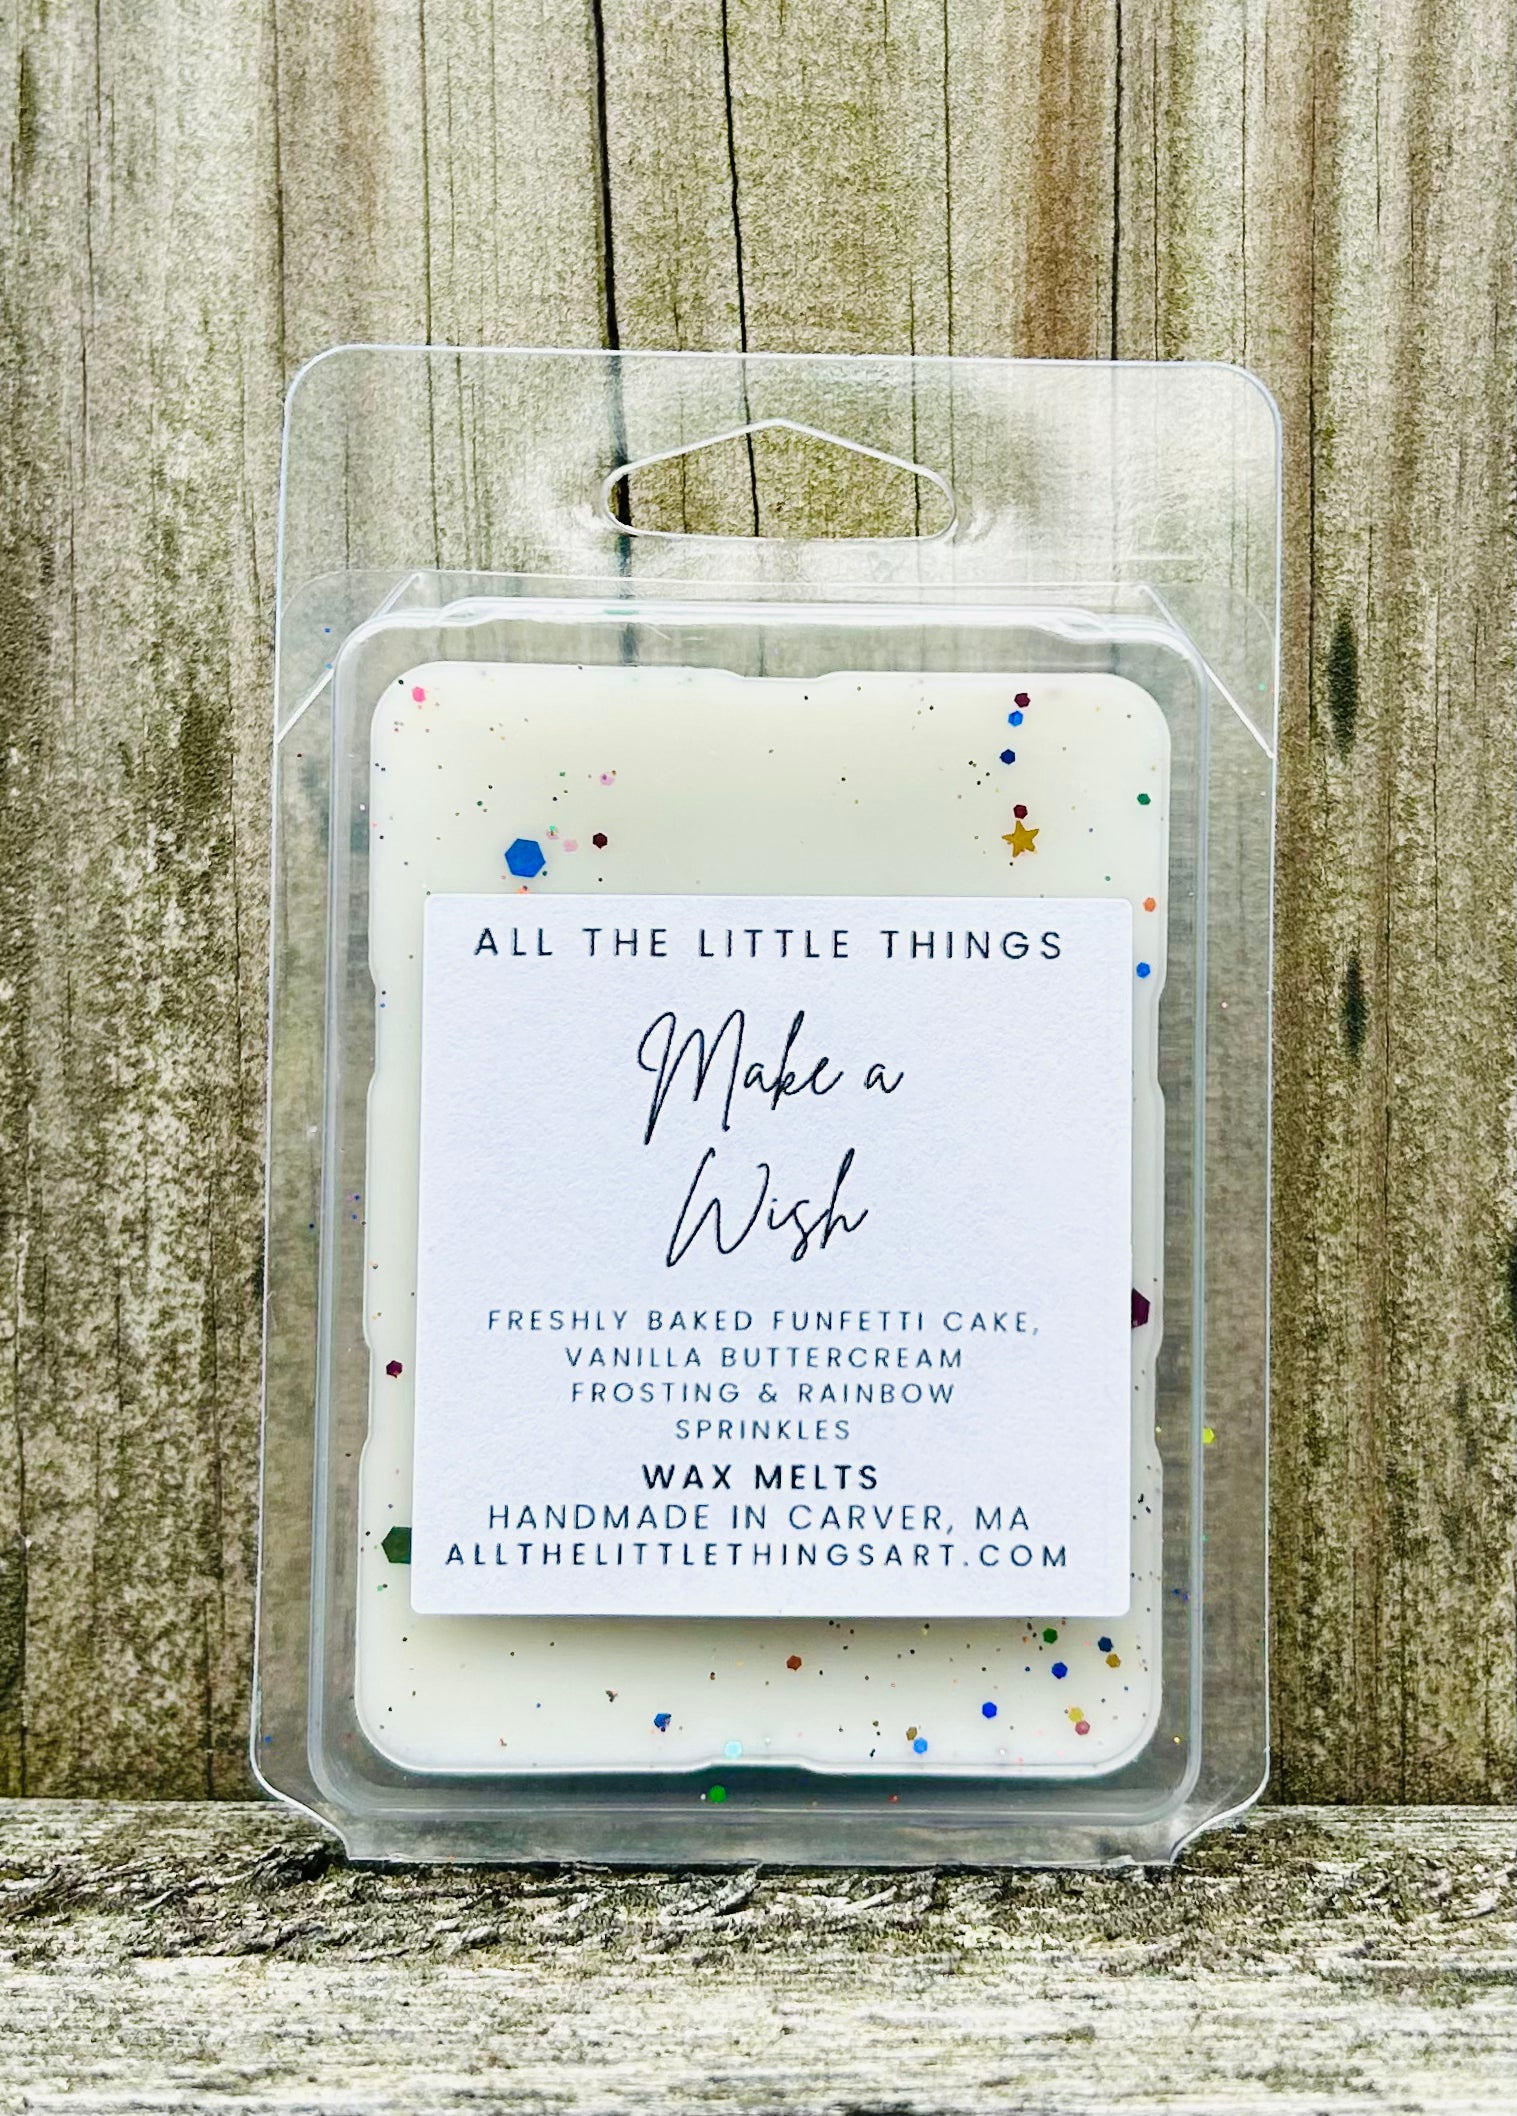 ALL THE LITTLE THINGS
Make a
Wish
FRESHLY BAKED FUNFETTI CAKE,
VANILLA BUTTERCREAM
FROSTING & RAINBOW
SPRINKLES
WAX MELTS
HANDMADE IN CARVER, MA
ALLTHELITTLETHINGSART.COM